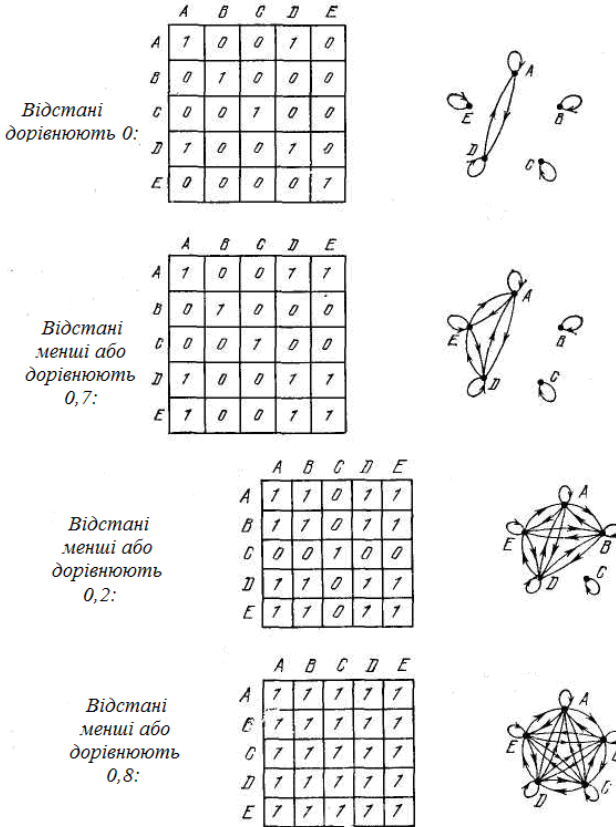 A B C D E
A 1 0 0 1 0
B 0 1 0 0 0
C 0 0 1 0 0
D 1 0 0 1 0
E 0 0 0 0 1
Відстані
дорівнюють 0:
A
E
B
D
C
A B C D E
A 1 0 0 1 1
B 0 1 0 0 0
C 0 0 1 0 0
D 1 0 0 1 1
E 1 0 0 1 1
Відстані
менші або
дорівнюють
0,7:
A
E
B
D
C
A B C D E
A 1 1 0 1 1
B 1 1 0 1 1
C 0 0 1 0 0
D 1 1 0 1 1
E 1 1 0 1 1
Відстані
менші або
дорівнюють
0,2:
A
E
B
D
C
A B C D E
A 1 1 1 1 1
1 1 1 1 1
C 1 1 1 1 1
D 1 1 1 1 1
E 1 1 1 1 1
Відстані
менші або
дорівнюють
0,8:
A
E
D
C